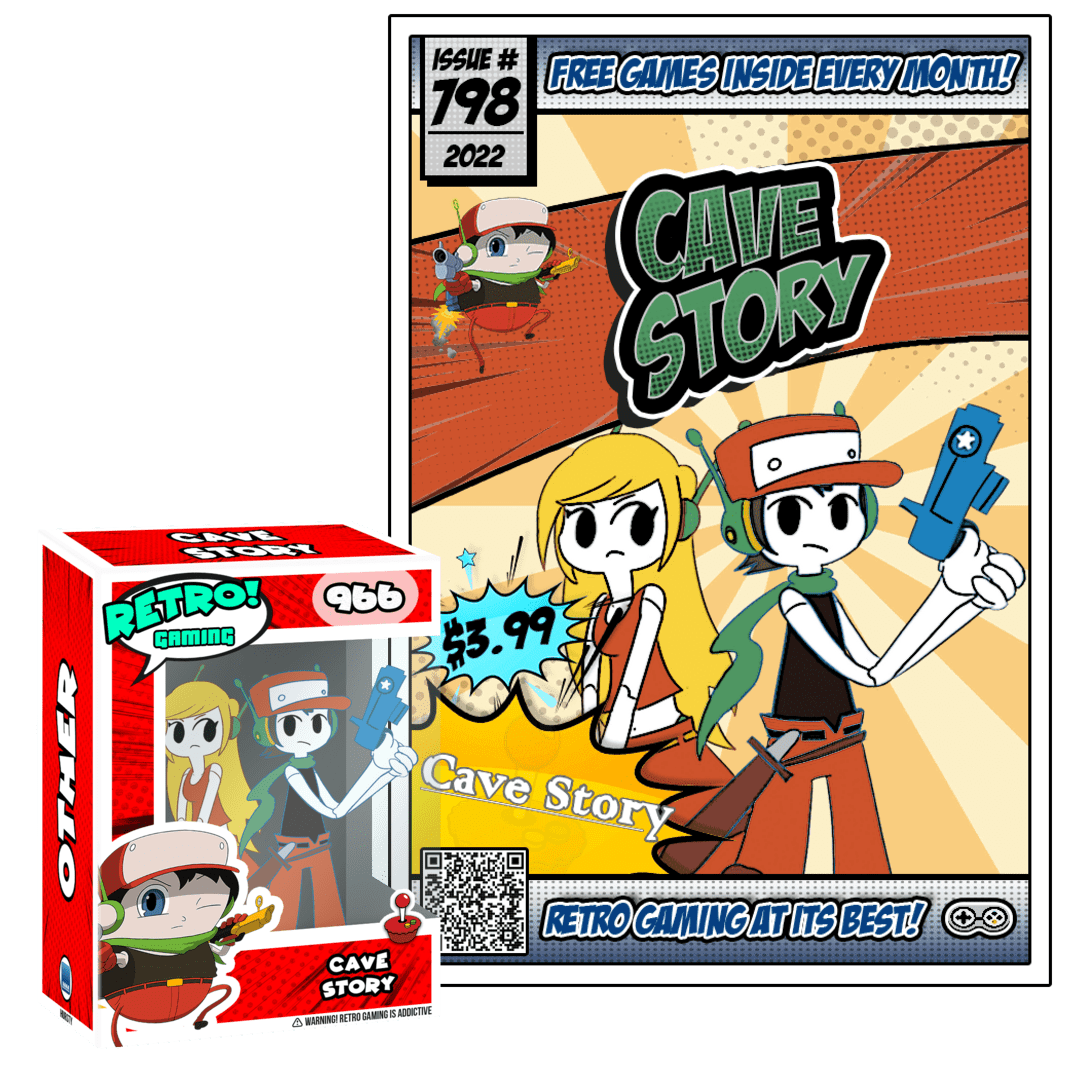 ISSUE #
798
2022
FREE GAMES INSIDE EVERY MONTH!
CAVE
STORY
$3.99
Cave Story
RETRO GAMING AT ITS BEST!
CAVE
STORY
RETRO!
GAMING
966
OTHER
CAVE
STORY
WARNING! RETRO GAMING IS ADDICTIVE